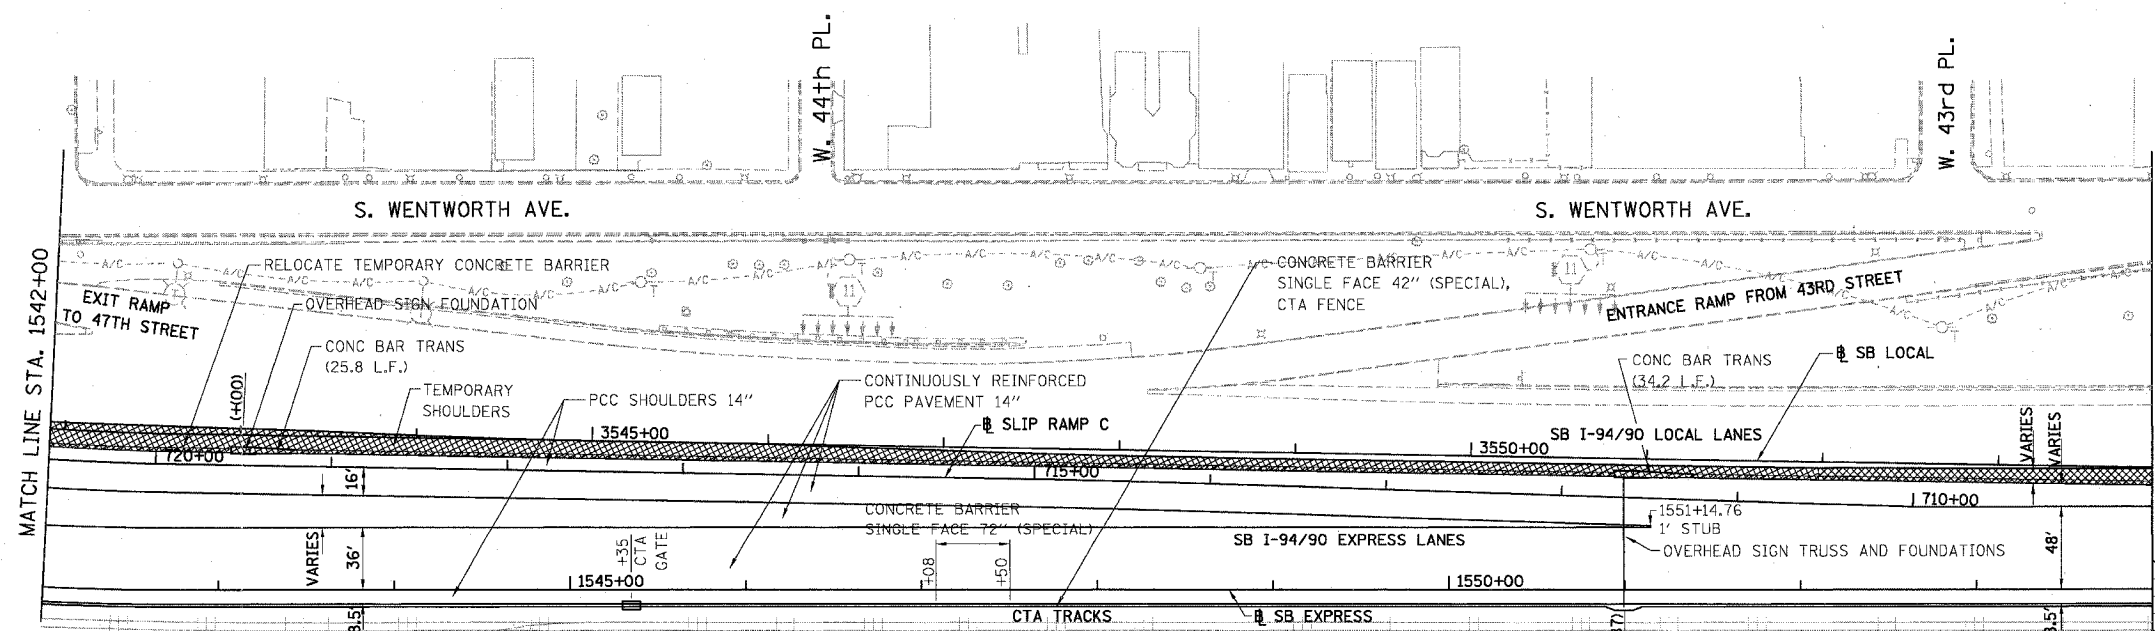 W. 44th PL.
W. 43rd PL.
S. WENTWORTH AVE.
S. WENTWORTH AVE.
MATCH LINE STA. 1542+00
EXIT RAMP
TO 47TH STREET
RELOCATE TEMPORARY CONCRETE BARRIER
OVERHEAD SIGN FOUNDATION
CONC BAR TRANS
(25.8 L.F.)
TEMPORARY
SHOULDERS
PCC SHOULDERS 14"
CONTINUOUSLY REINFORCED
PCC PAVEMENT 14"
℄ SLIP RAMP C
CONCRETE BARRIER
SINGLE FACE 42" (SPECIAL),
CTA FENCE
11
11
ENTRANCE RAMP FROM 43RD STREET
CONC BAR TRANS
(34.2 L.F.)
℄ SB LOCAL
SB I-94/90 LOCAL LANES
VARIES
VARIES
3545+00
3550+00
720+00
715+00
710+00
16'
CONCRETE BARRIER
SINGLE FACE 72" (SPECIAL)
1551+14.76
1' STUB
OVERHEAD SIGN TRUSS AND FOUNDATIONS
SB I-94/90 EXPRESS LANES
VARIES
36'
+35
CTA
GATE
+08
+50
48'
1545+00
1550+00
CTA TRACKS
℄ SB EXPRESS